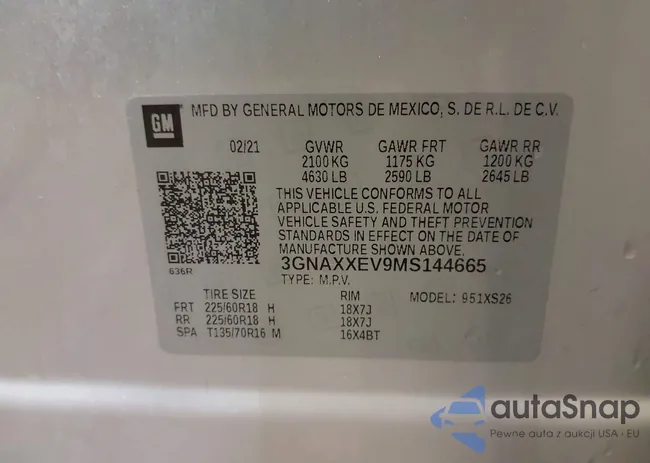 GM
MFD BY GENERAL MOTORS DE MEXICO, S. DE R.L. DE C.V.
02/21 GVWR GAWR FRT GAWR RR
2100 KG 1175 KG 1200 KG
4630 LB 2590 LB 2645 LB
THIS VEHICLE CONFORMS TO ALL
APPLICABLE U.S. FEDERAL MOTOR
VEHICLE SAFETY AND THEFT PREVENTION
STANDARDS IN EFFECT ON THE DATE OF
MANUFACTURE SHOWN ABOVE.
636R
3GNAXXEV9MS144665
TYPE: M.P.V.
TIRE SIZE RIM MODEL: 951XS26
FRT 225/60R18 H 18X7J
RR 225/60R18 H 18X7J
SPA T135/70R16 M 16X4BT
autaSnap
Pewne auta z aukcji USA - EU